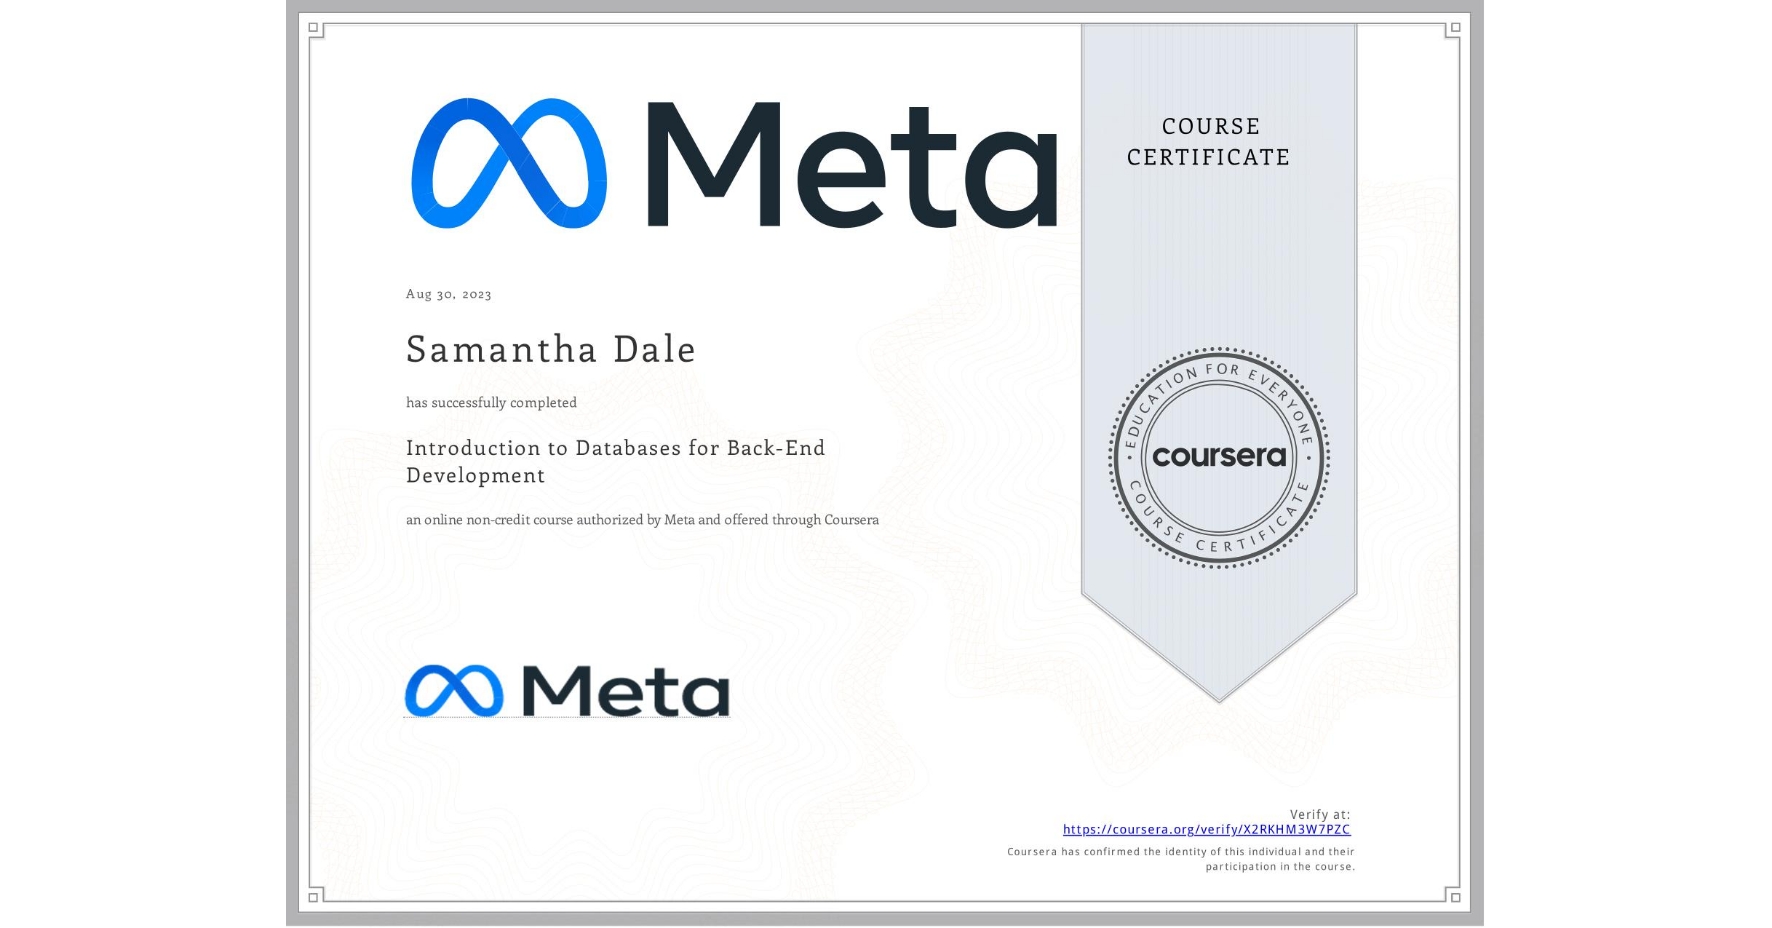 Meta
COURSE
CERTIFICATE
Aug 30, 2023
Samantha Dale
has successfully completed
Introduction to Databases for Back-End
Development
an online non-credit course authorized by Meta and offered through Coursera
EDUCATION FOR EVERYONE
coursera
COURSE CERTIFICATE
Meta
Verify at:
https://coursera.org/verify/X2RKHM3W7PZC
Coursera has confirmed the identity of this individual and their
participation in the course.